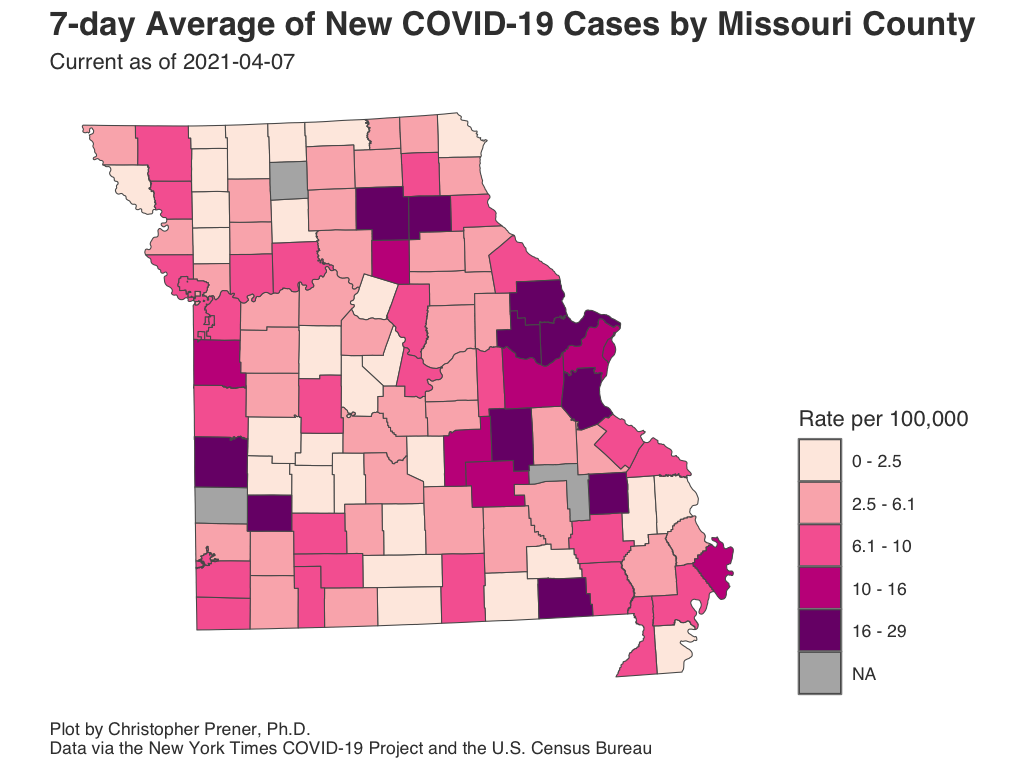 7-day Average of New COVID-19 Cases by Missouri County
Current as of 2021-04-07
Rate per 100,000
0 - 2.5
2.5 - 6.1
6.1 - 10
10 - 16
16 - 29
NA
Plot by Christopher Prener, Ph.D.
Data via the New York Times COVID-19 Project and the U.S. Census Bureau